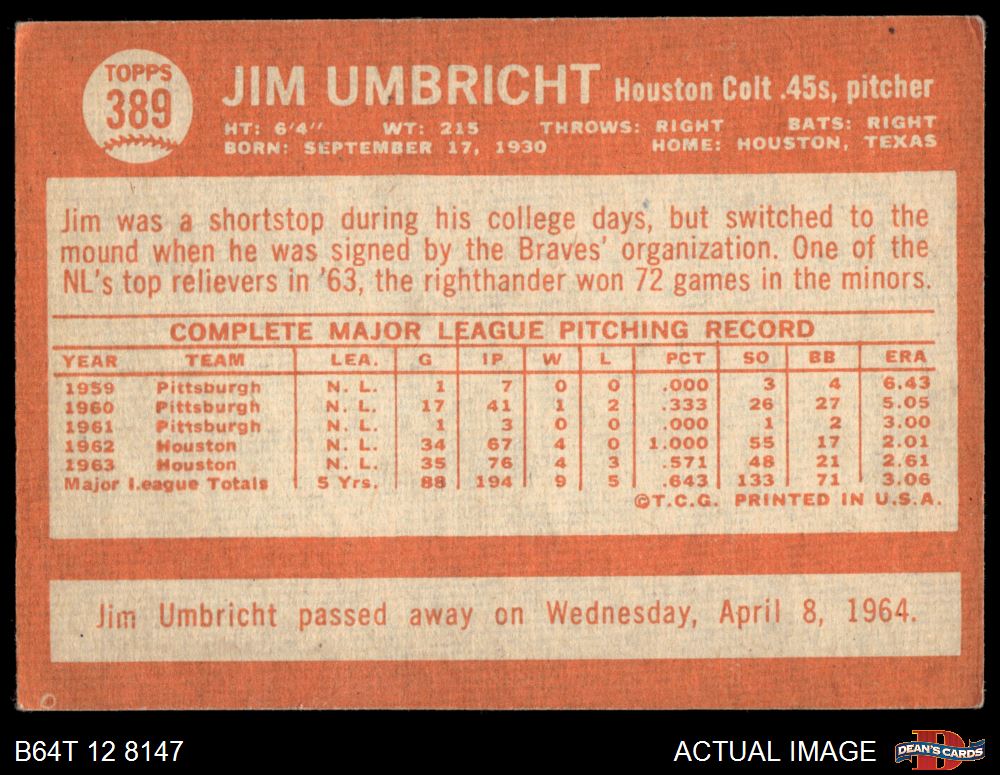 TOPPS
389
JIM UMBRICHT Houston Colt .45s, pitcher
HT: 6'4" WT: 215 THROWS: RIGHT BATS: RIGHT
BORN: SEPTEMBER 17, 1930 HOME: HOUSTON, TEXAS
Jim was a shortstop during his college days, but switched to the
mound when he was signed by the Braves' organization. One of the
NL's top relievers in '63, the righthander won 72 games in the minors.
COMPLETE MAJOR LEAGUE PITCHING RECORD
YEAR TEAM LEA. G IP W L PCT SO BB ERA
1959 Pittsburgh N. L. 1 7 0 0 .000 3 4 6.43
1960 Pittsburgh N. L. 17 41 1 2 .333 26 27 5.05
1961 Pittsburgh N. L. 1 3 0 0 .000 1 2 3.00
1962 Houston N. L. 34 67 4 0 1.000 55 17 2.01
1963 Houston N. L. 35 76 4 3 .571 48 21 2.61
Major League Totals 5 Yrs. 88 194 9 5 .643 133 71 3.06
©T.C.G. PRINTED IN U.S.A.
Jim Umbricht passed away on Wednesday, April 8, 1964.
B64T 12 8147 ACTUAL IMAGE
D
DEAN'S CARDS